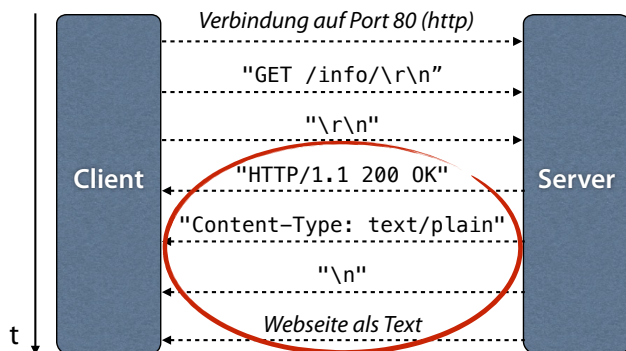 Verbindung auf Port 80 (http)
"GET /info/\r\n”
"\r\n"
Client
"HTTP/1.1 200 OK"
Server
"Content-Type: text/plain"
"\n"
Webseite als Text
t